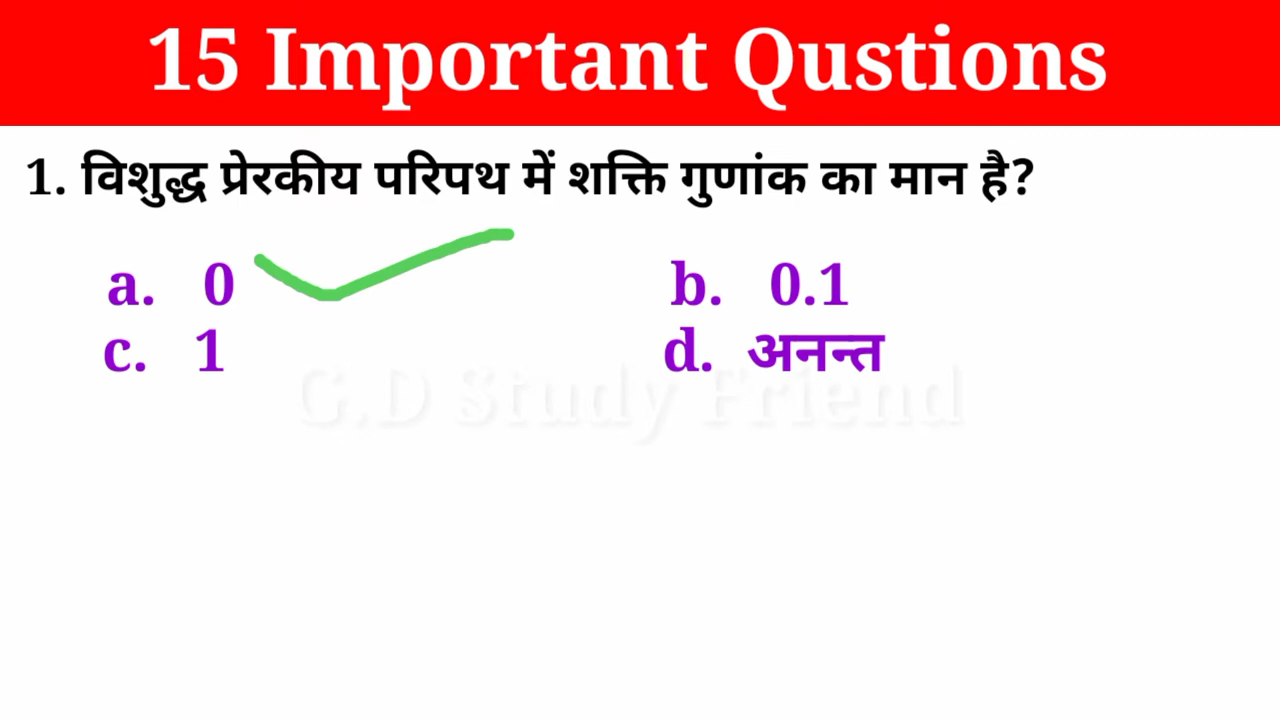 15 Important Qustions
1. विशुद्ध प्रेरकीय परिपथ में शक्ति गुणांक का मान है?
a. 0 b. 0.1
c. 1 d. अनन्त
G.D Study Friend